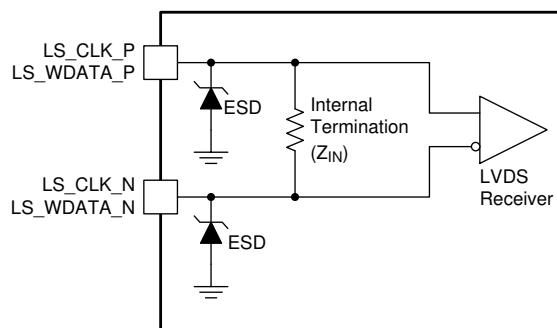 LS_CLK_P
LS_WDATA_P
ESD
Internal
Termination
(Z_IN)
LS_CLK_N
LS_WDATA_N
ESD
LVDS
Receiver